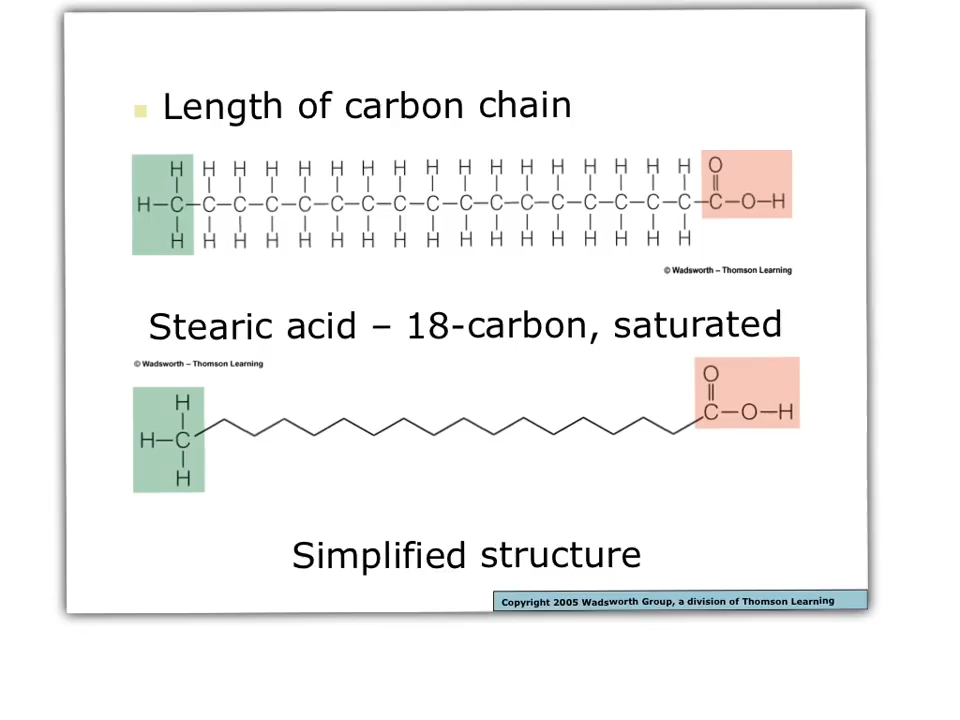 Length of carbon chain
H H H H H H H H H H H H H H H H H O
H–C–C–C–C–C–C–C–C–C–C–C–C–C–C–C–C–C–C–O–H
H H H H H H H H H H H H H H H H H
© Wadsworth – Thomson Learning
Stearic acid – 18-carbon, saturated
© Wadsworth – Thomson Learning
O
C–O–H
H
H–C
H
Simplified structure
Copyright 2005 Wadsworth Group, a division of Thomson Learning